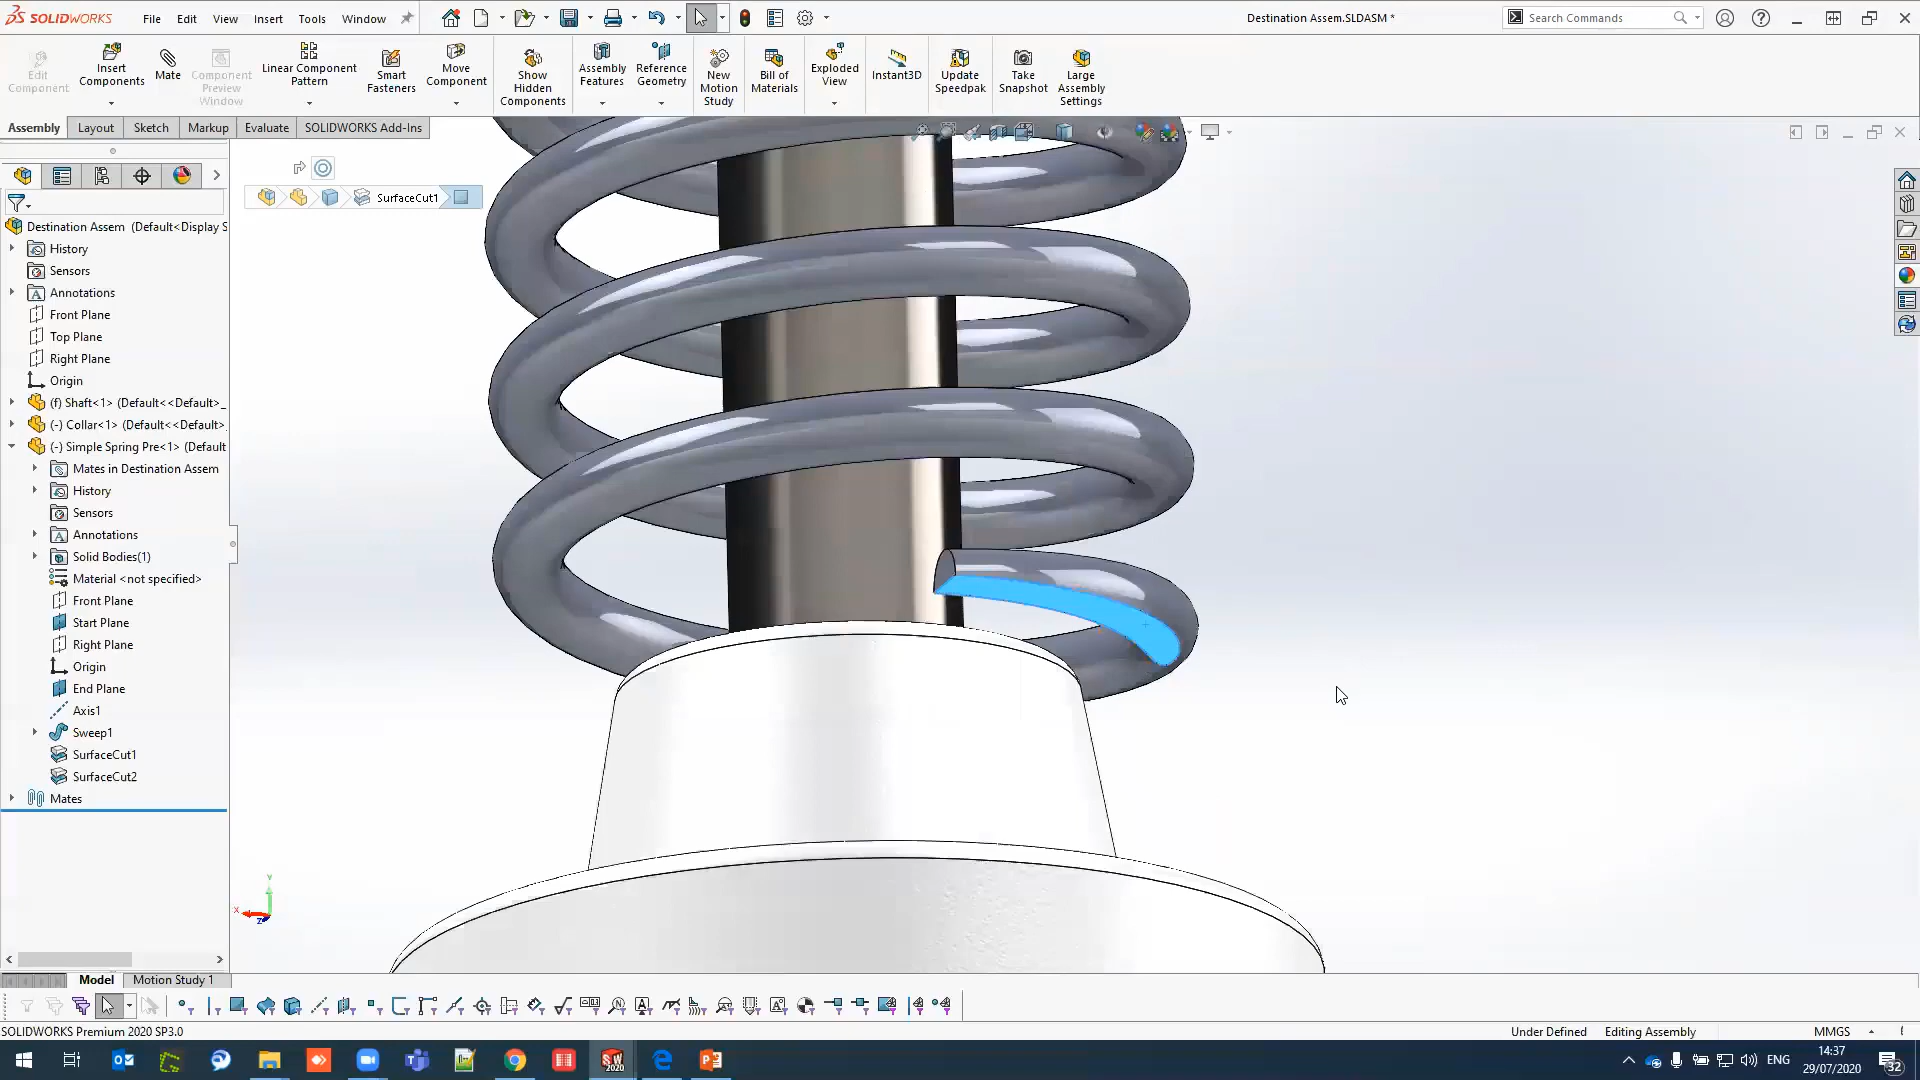 SOLIDWORKS File Edit View Insert Tools Window
Destination Assem.SLDASM *
Search Commands
Edit Component
Insert Components
Mate
Component Preview Window
Linear Component Pattern
Smart Fasteners
Move Component
Show Hidden Components
Assembly Features
Reference Geometry
New Motion Study
Bill of Materials
Exploded View
Instant3D
Update Speedpak
Take Snapshot
Large Assembly Settings
Assembly Layout Sketch Markup Evaluate SOLIDWORKS Add-Ins
SurfaceCut1
Destination Assem (Default<Display S
History
Sensors
Annotations
Front Plane
Top Plane
Right Plane
Origin
(f) Shaft<1> (Default<<Default>_
(-) Collar<1> (Default<<Default>
(-) Simple Spring Pre<1> (Default
Mates in Destination Assem
History
Sensors
Annotations
Solid Bodies(1)
Material <not specified>
Front Plane
Start Plane
Right Plane
Origin
End Plane
Axis1
Sweep1
SurfaceCut1
SurfaceCut2
Mates
Y
X
Z
Model Motion Study 1
SOLIDWORKS Premium 2020 SP3.0
Under Defined Editing Assembly MMGS
ENG
14:37
29/07/2020
32